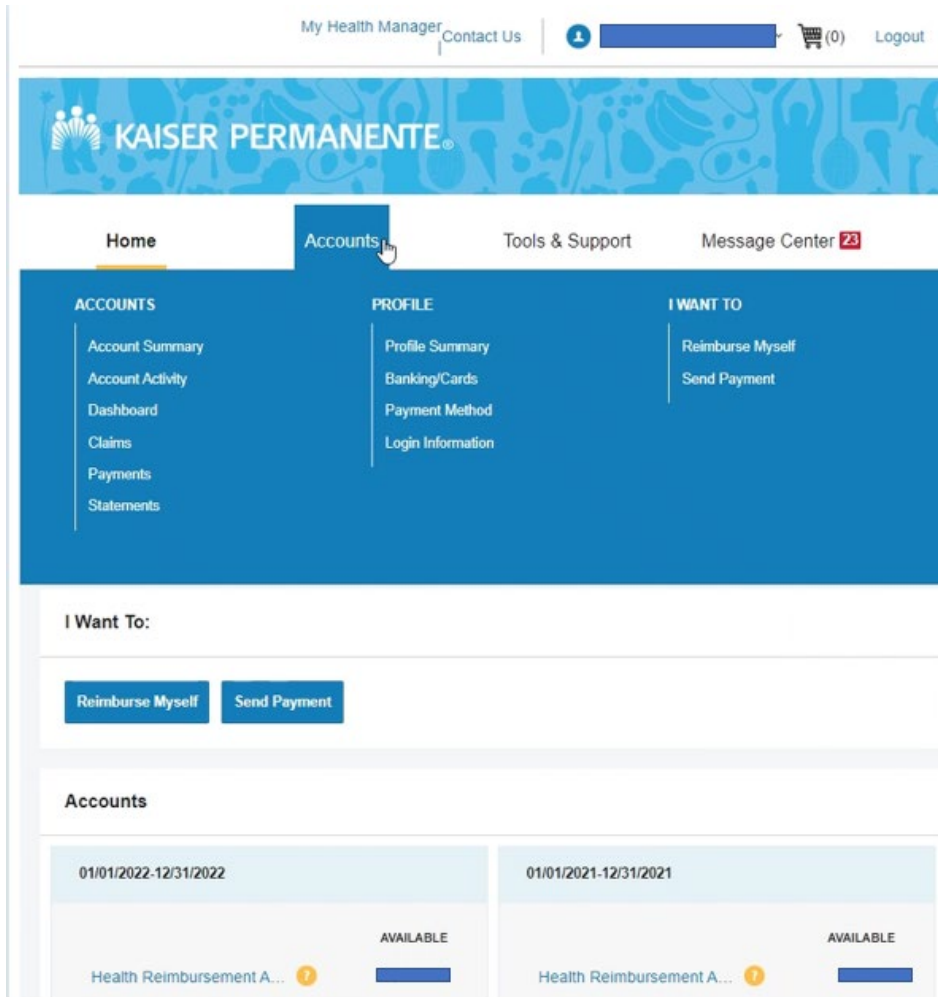 My Health Manager
|
Contact Us
(0)
Logout
KAISER PERMANENTE®
Home
Accounts
Tools & Support
Message Center 23
ACCOUNTS
Account Summary
Account Activity
Dashboard
Claims
Payments
Statements
PROFILE
Profile Summary
Banking/Cards
Payment Method
Login Information
I WANT TO
Reimburse Myself
Send Payment
I Want To:
Reimburse Myself
Send Payment
Accounts
01/01/2022-12/31/2022
AVAILABLE
Health Reimbursement A... ?
01/01/2021-12/31/2021
AVAILABLE
Health Reimbursement A... ?